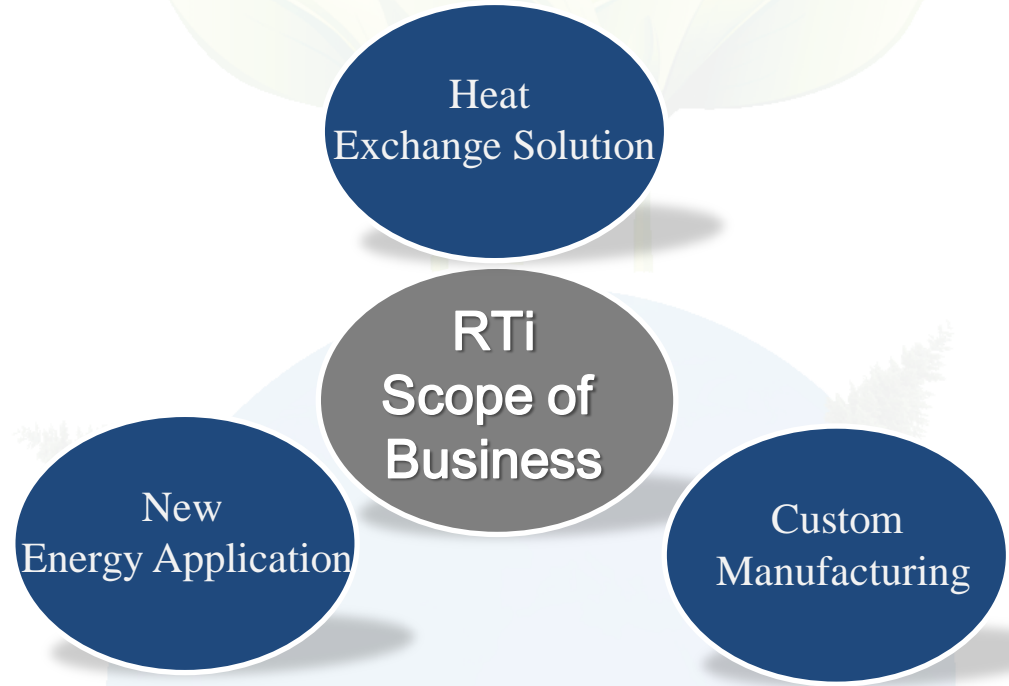 Heat
Exchange Solution
RTi
Scope of
Business
New
Energy Application
Custom
Manufacturing